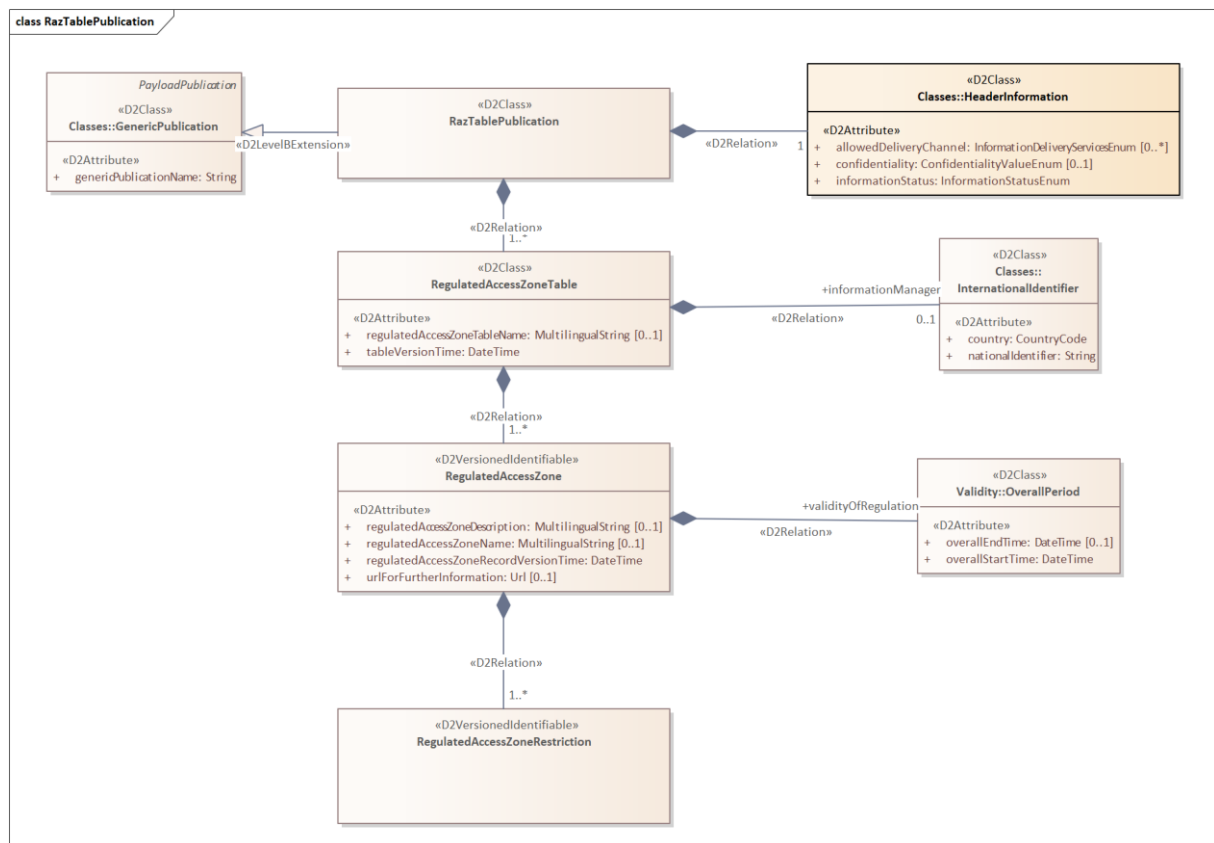 class RazTablePublication
PayloadPublication
«D2Class»
Classes::GenericPublication
«D2Attribute»
+ genericPublicationName: String
«D2LevelBExtension»
«D2Class»
RazTablePublication
«D2Relation»
1
«D2Class»
Classes::HeaderInformation
«D2Attribute»
+ allowedDeliveryChannel: InformationDeliveryServicesEnum [0..*]
+ confidentiality: ConfidentialityValueEnum [0..1]
+ informationStatus: InformationStatusEnum
«D2Relation»
1..*
«D2Class»
RegulatedAccessZoneTable
«D2Attribute»
+ regulatedAccessZoneTableName: MultilingualString [0..1]
+ tableVersionTime: DateTime
+informationManager
«D2Relation»
0..1
«D2Class»
Classes::
InternationalIdentifier
«D2Attribute»
+ country: CountryCode
+ nationalIdentifier: String
«D2Relation»
1..*
«D2VersionedIdentifiable»
RegulatedAccessZone
«D2Attribute»
+ regulatedAccessZoneDescription: MultilingualString [0..1]
+ regulatedAccessZoneName: MultilingualString [0..1]
+ regulatedAccessZoneRecordVersionTime: DateTime
+ urlForFurtherInformation: Url [0..1]
+validityOfRegulation
«D2Relation»
«D2Class»
Validity::OverallPeriod
«D2Attribute»
+ overallEndTime: DateTime [0..1]
+ overallStartTime: DateTime
«D2Relation»
1..*
«D2VersionedIdentifiable»
RegulatedAccessZoneRestriction